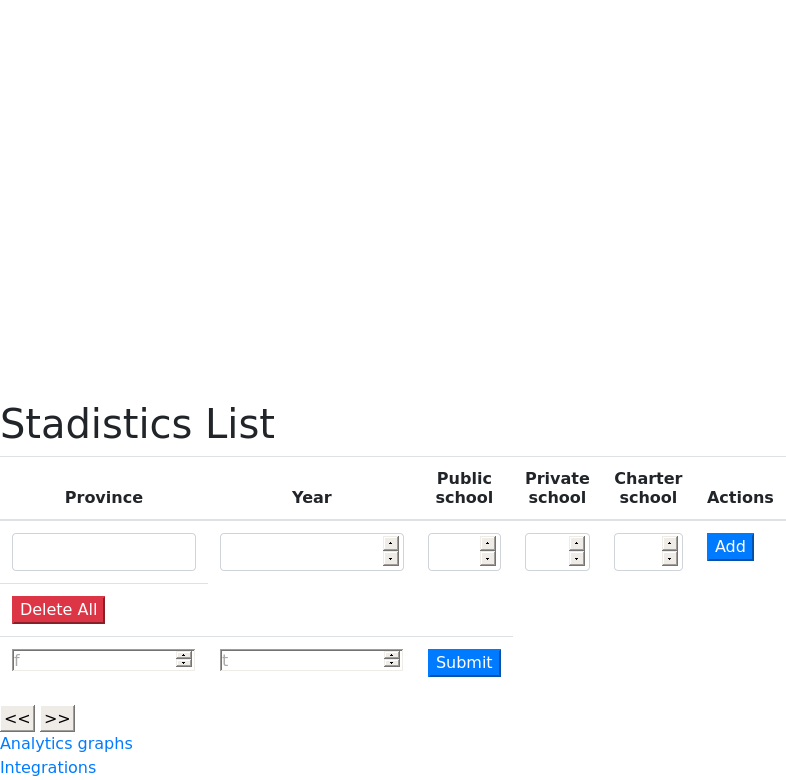 Stadistics List
Province Year Public school Private school Charter school Actions
Add
Delete All
f t Submit
<< >>
Analytics graphs
Integrations